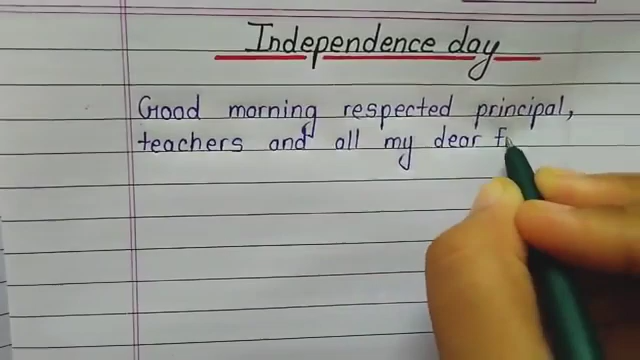 Independence day
Good morning respected principal,
teachers and all my dear f